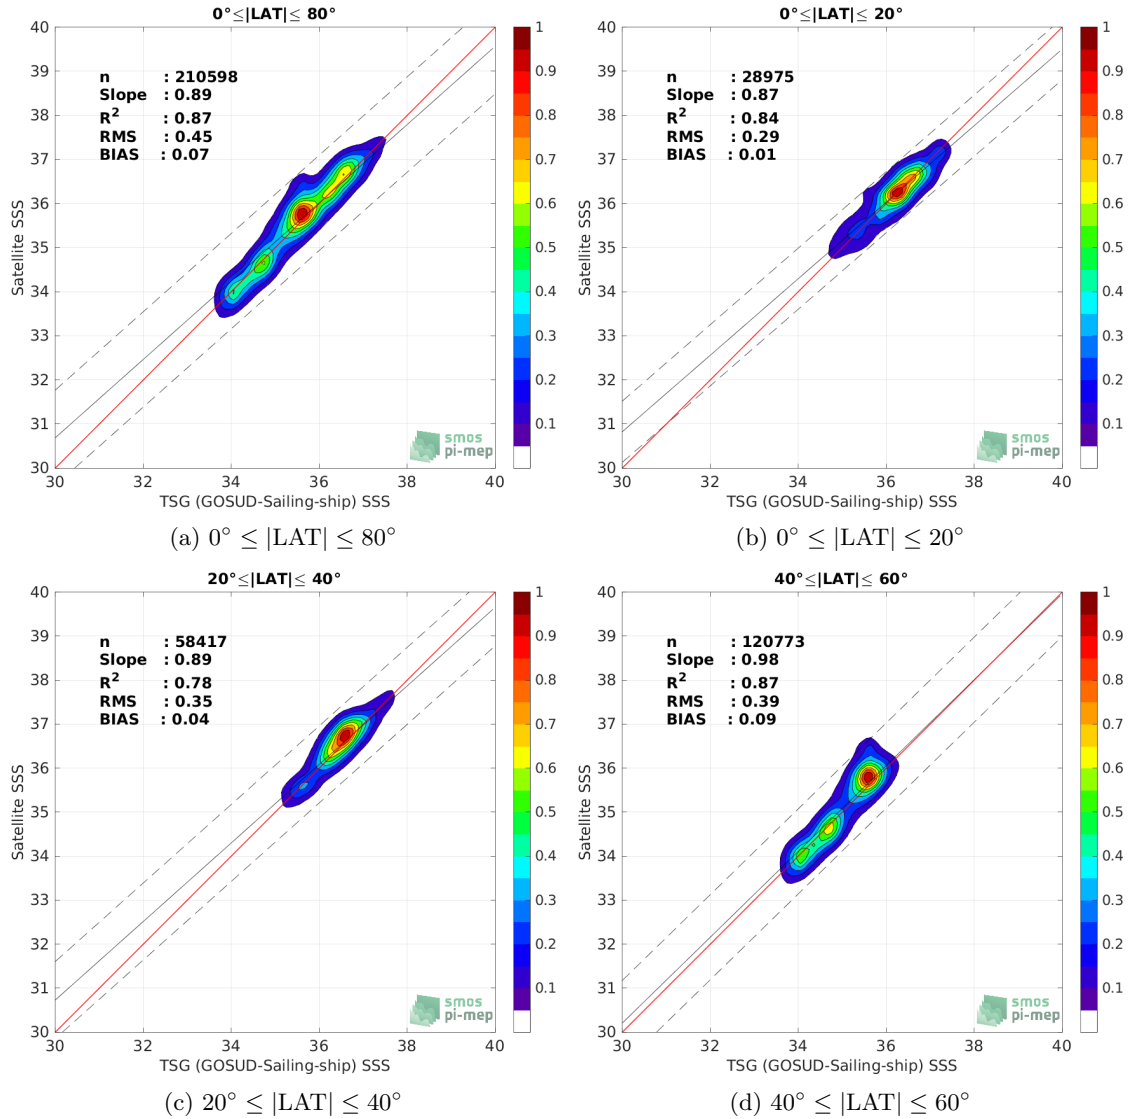 0°≤|LAT|≤ 80°
n : 210598
Slope : 0.89
R² : 0.87
RMS : 0.45
BIAS : 0.07
Satellite SSS
40
39
38
37
36
35
34
33
32
31
30
30 32 34 36 38 40
TSG (GOSUD-Sailing-ship) SSS
1
0.9
0.8
0.7
0.6
0.5
0.4
0.3
0.2
0.1
smos
pi-mep
(a) 0° ≤ |LAT| ≤ 80°
0°≤|LAT|≤ 20°
n : 28975
Slope : 0.87
R² : 0.84
RMS : 0.29
BIAS : 0.01
Satellite SSS
40
39
38
37
36
35
34
33
32
31
30
30 32 34 36 38 40
TSG (GOSUD-Sailing-ship) SSS
1
0.9
0.8
0.7
0.6
0.5
0.4
0.3
0.2
0.1
smos
pi-mep
(b) 0° ≤ |LAT| ≤ 20°
20°≤|LAT|≤ 40°
n : 58417
Slope : 0.89
R² : 0.78
RMS : 0.35
BIAS : 0.04
Satellite SSS
40
39
38
37
36
35
34
33
32
31
30
30 32 34 36 38 40
TSG (GOSUD-Sailing-ship) SSS
1
0.9
0.8
0.7
0.6
0.5
0.4
0.3
0.2
0.1
smos
pi-mep
(c) 20° ≤ |LAT| ≤ 40°
40°≤|LAT|≤ 60°
n : 120773
Slope : 0.98
R² : 0.87
RMS : 0.39
BIAS : 0.09
Satellite SSS
40
39
38
37
36
35
34
33
32
31
30
30 32 34 36 38 40
TSG (GOSUD-Sailing-ship) SSS
1
0.9
0.8
0.7
0.6
0.5
0.4
0.3
0.2
0.1
smos
pi-mep
(d) 40° ≤ |LAT| ≤ 60°